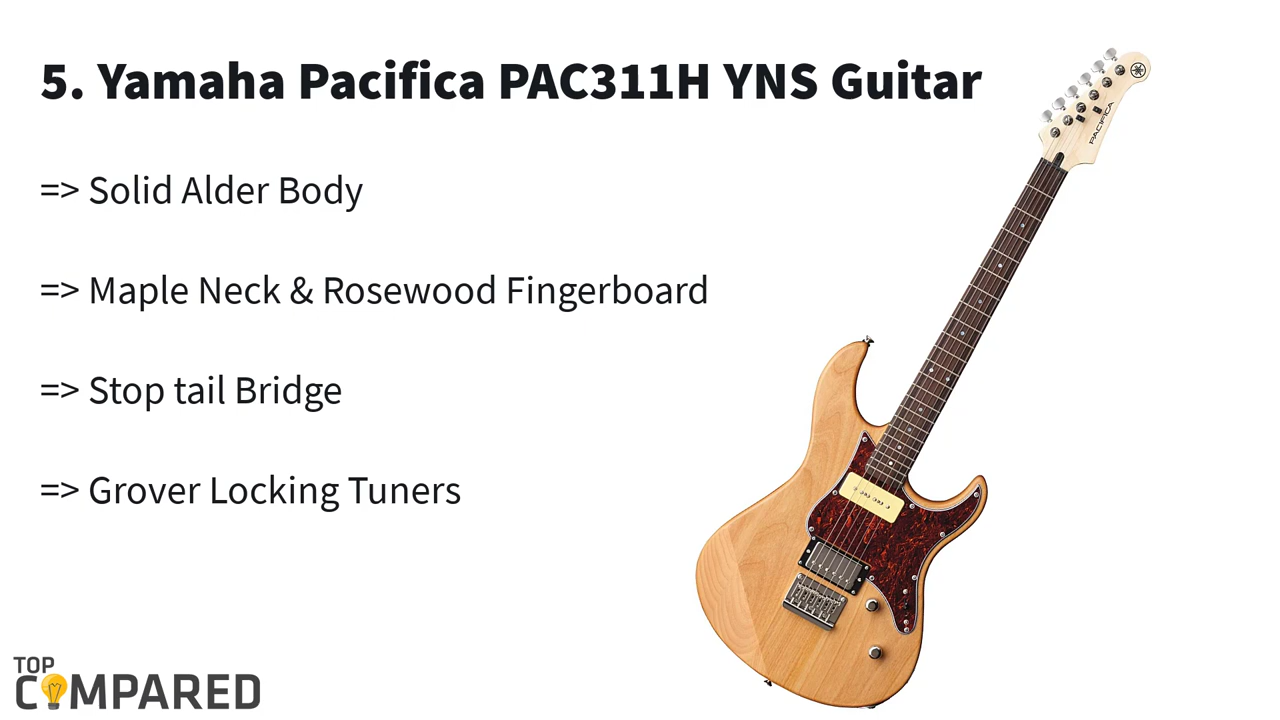 5. Yamaha Pacifica PAC311H YNS Guitar
=> Solid Alder Body
=> Maple Neck & Rosewood Fingerboard
=> Stop tail Bridge
=> Grover Locking Tuners
PACIFICA
TOP
COMPARED